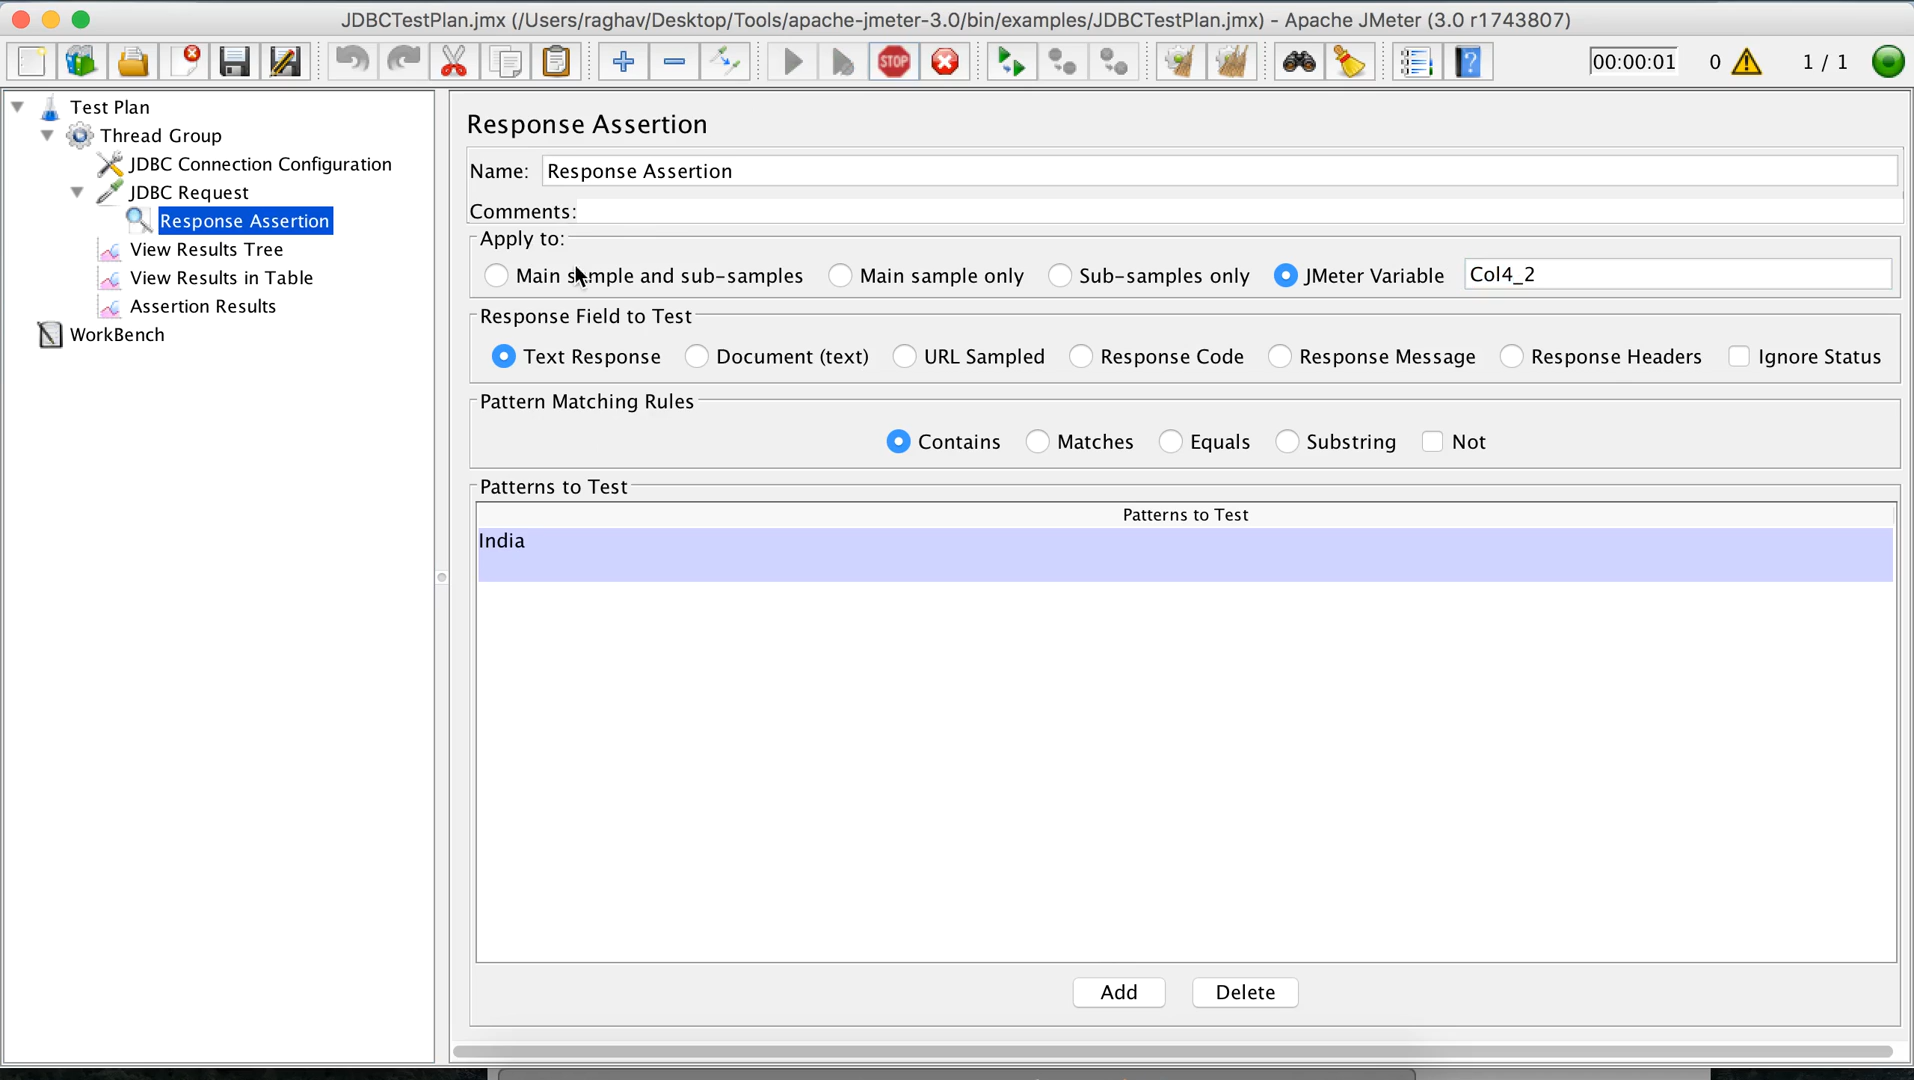 JDBCTestPlan.jmx (/Users/raghav/Desktop/Tools/apache-jmeter-3.0/bin/examples/JDBCTestPlan.jmx) - Apache JMeter (3.0 r1743807)
STOP ? 00:00:01 0 1 / 1
Test Plan
Thread Group
JDBC Connection Configuration
JDBC Request
Response Assertion
View Results Tree
View Results in Table
Assertion Results
WorkBench
Response Assertion
Name: Response Assertion
Comments:
Apply to:
Main sample and sub-samples Main sample only Sub-samples only JMeter Variable Col4_2
Response Field to Test
Text Response Document (text) URL Sampled Response Code Response Message Response Headers Ignore Status
Pattern Matching Rules
Contains Matches Equals Substring Not
Patterns to Test
Patterns to Test
India
Add Delete